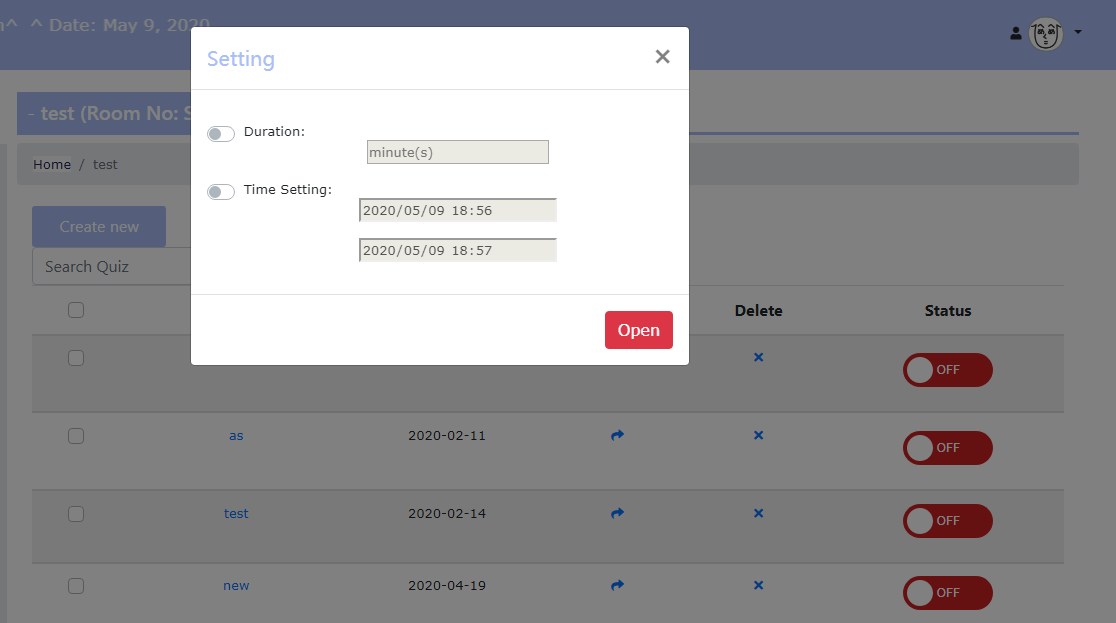 ^ ^ Date: May 9, 2020
- test (Room No: S
Home / test
Create new
Search Quiz
Setting
×
Duration:
minute(s)
Time Setting:
2020/05/09 18:56
2020/05/09 18:57
Open
Delete Status
OFF
as 2020-02-11 OFF
test 2020-02-14 OFF
new 2020-04-19 OFF